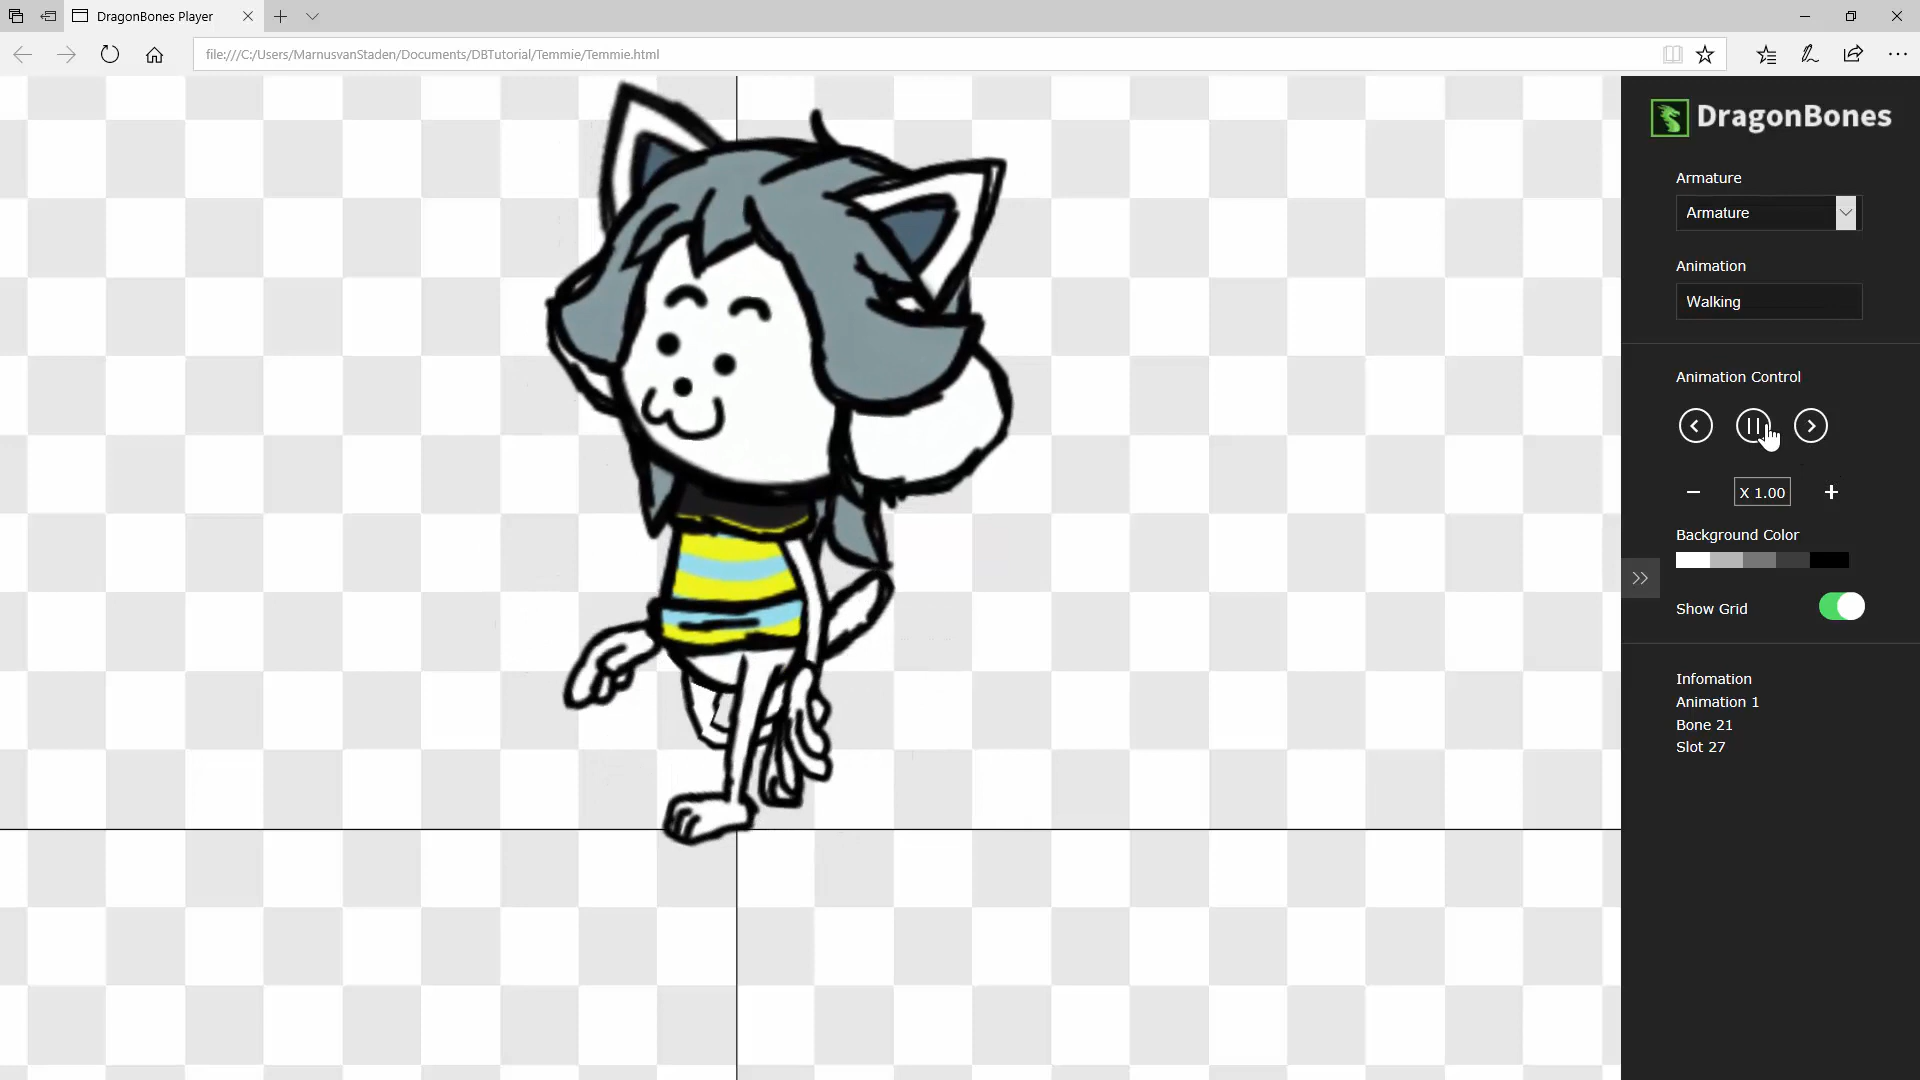 DragonBones Player
file:///C:/Users/MarnusvanStaden/Documents/DBTutorial/Temmie/Temmie.html
DragonBones
Armature
Armature
Animation
Walking
Animation Control
X 1.00
Background Color
Show Grid
Infomation
Animation 1
Bone 21
Slot 27